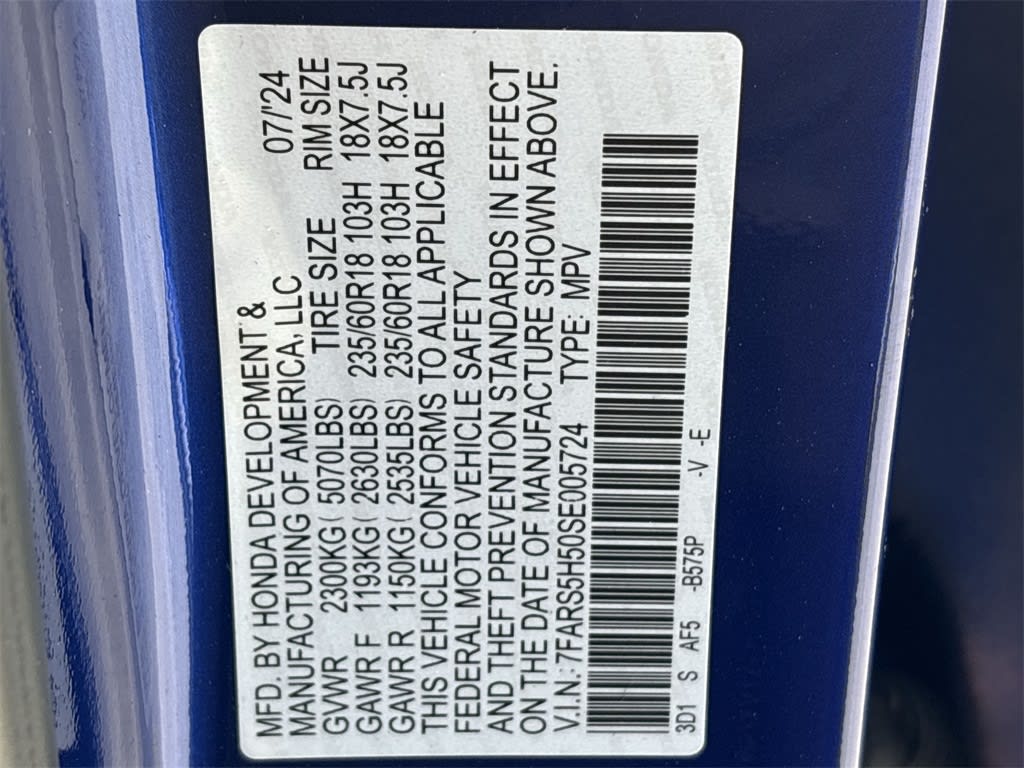 MFD. BY HONDA DEVELOPMENT &
MANUFACTURING OF AMERICA, LLC 07/'24
GVWR 2300KG ( 5070LBS) TIRE SIZE RIM SIZE
GAWR F 1193KG ( 2630LBS) 235/60R18 103H 18X7.5J
GAWR R 1150KG ( 2535LBS) 235/60R18 103H 18X7.5J
THIS VEHICLE CONFORMS TO ALL APPLICABLE
FEDERAL MOTOR VEHICLE SAFETY
AND THEFT PREVENTION STANDARDS IN EFFECT
ON THE DATE OF MANUFACTURE SHOWN ABOVE.
V.I.N.: 7FARS5H50SE005724 TYPE: MPV
3D1 S AF5 -B575P -V -E